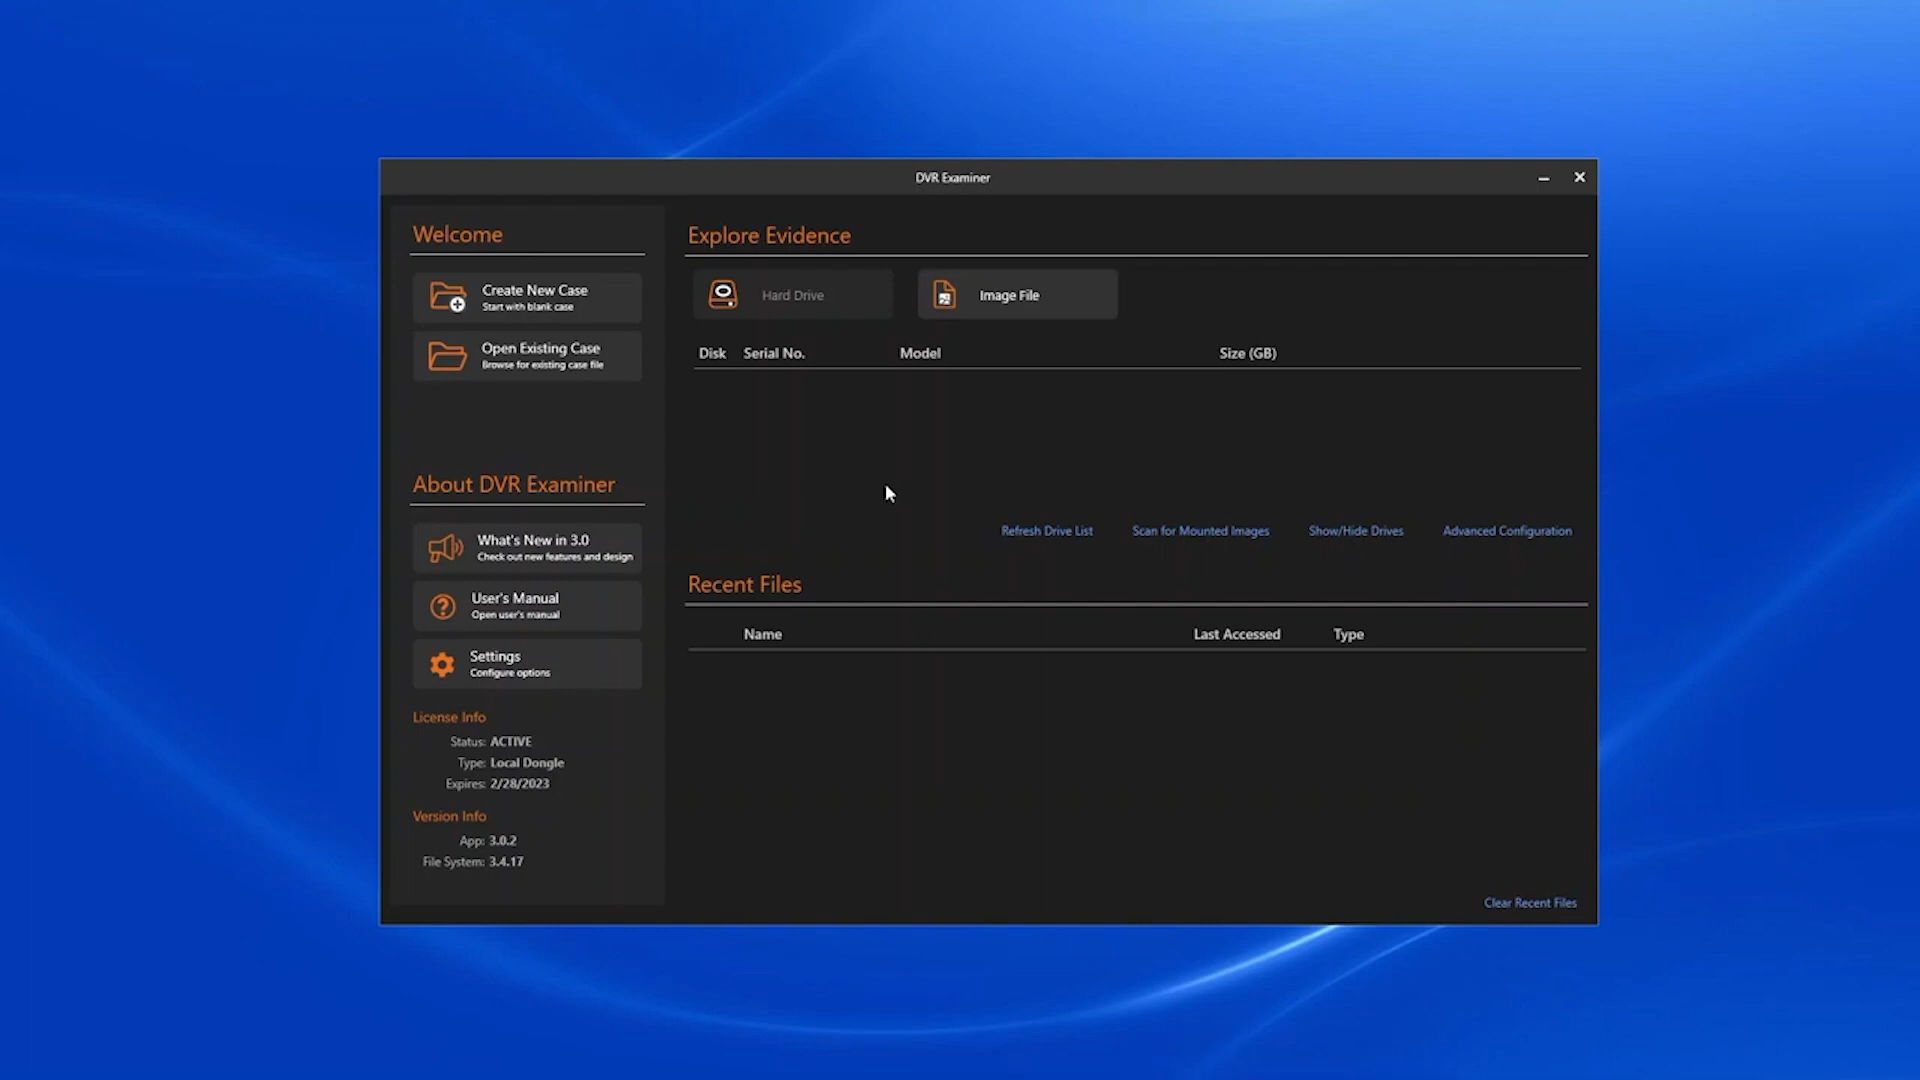 DVR Examiner
Welcome
Create New Case
Start with blank case
Open Existing Case
Browse for existing case file
About DVR Examiner
What's New in 3.0
Check out new features and design
User's Manual
Open user's manual
Settings
Configure options
License Info
Status: ACTIVE
Type: Local Dongle
Expires: 2/28/2023
Version Info
App: 3.0.2
File System: 3.4.17
Explore Evidence
Hard Drive
Image File
Disk Serial No. Model Size (GB)
Refresh Drive List Scan for Mounted Images Show/Hide Drives Advanced Configuration
Recent Files
Name Last Accessed Type
Clear Recent Files